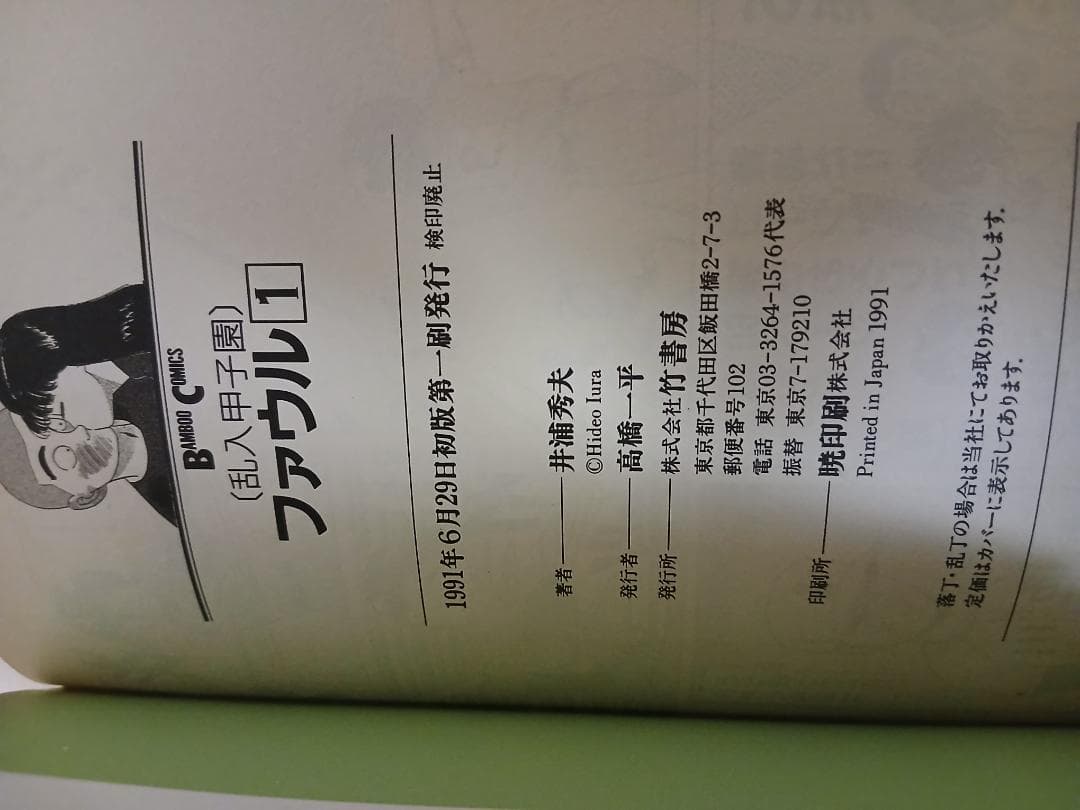 BAMBOO COMICS
(乱入甲子園)
ファウル 1
1991年6月29日初版第一刷発行 検印廃止
著者――井浦秀夫
©Hideo Iura
発行者――高橋一平
発行所――株式会社竹書房
東京都千代田区飯田橋2-7-3
郵便番号102
電話 東京03-3264-1576代表
振替 東京7-179210
印刷所――暁印刷株式会社
Printed in Japan 1991
落丁・乱丁の場合は当社にてお取りかえいたします。
定価はカバーに表示してあります。